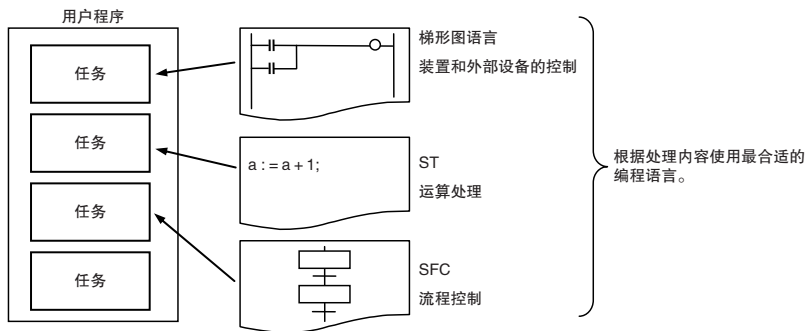 用户程序
任务
任务
任务
任务
梯形图语言
装置和外部设备的控制
a := a + 1;
ST
运算处理
SFC
流程控制
根据处理内容使用最合适的
编程语言。